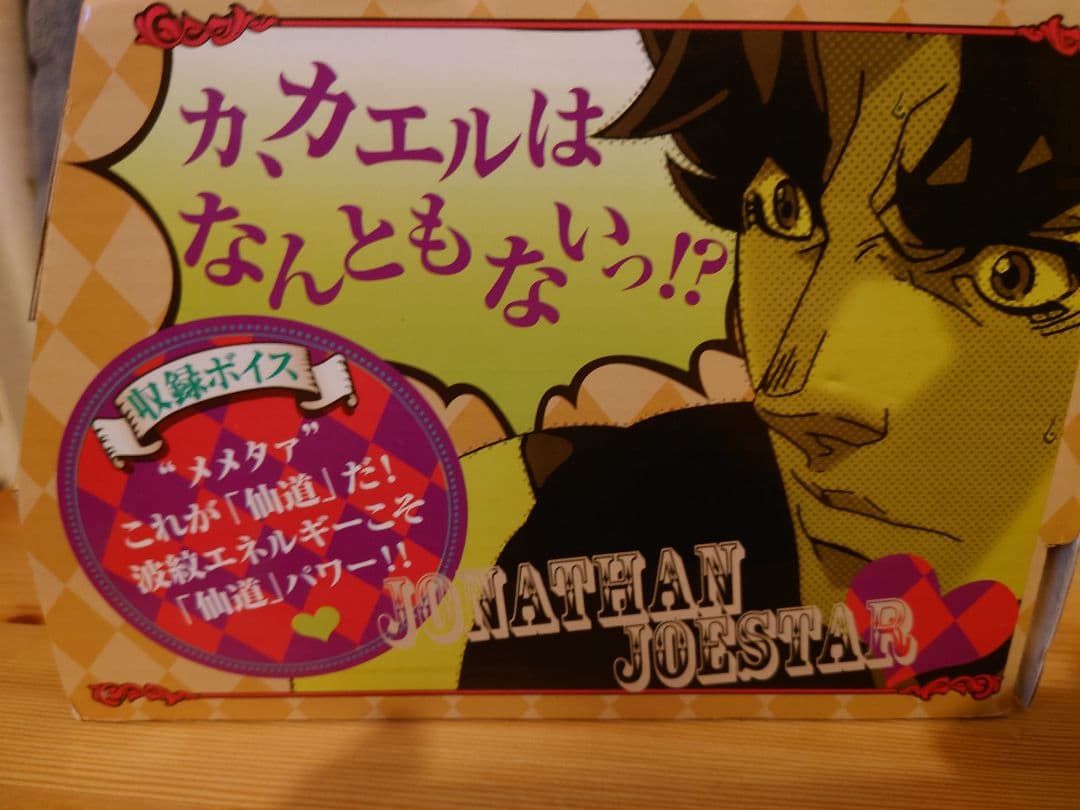 カ、カエルは
なんともないっ!?
収録ボイス
“メメタァ”
これが「仙道」だ!
波紋エネルギーこそ
「仙道」パワー!!
JONATHAN
JOESTAR